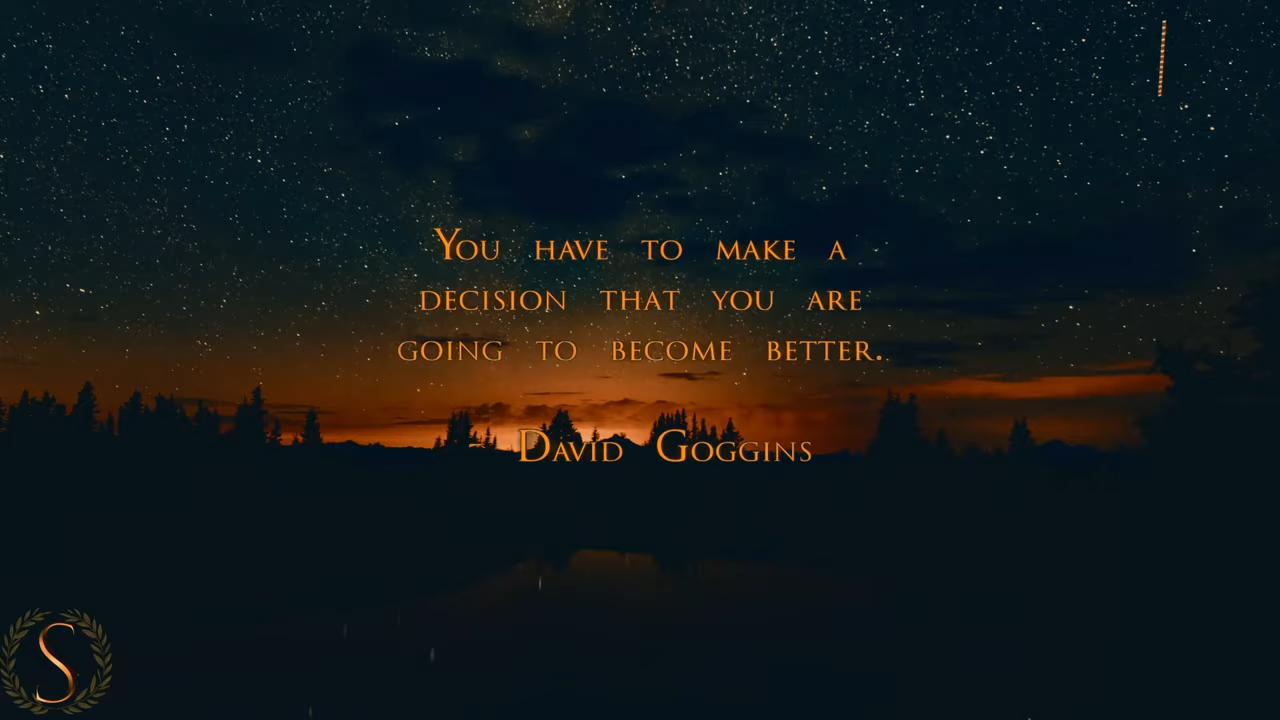 You have to make a
decision that you are
going to become better.
David Goggins
S